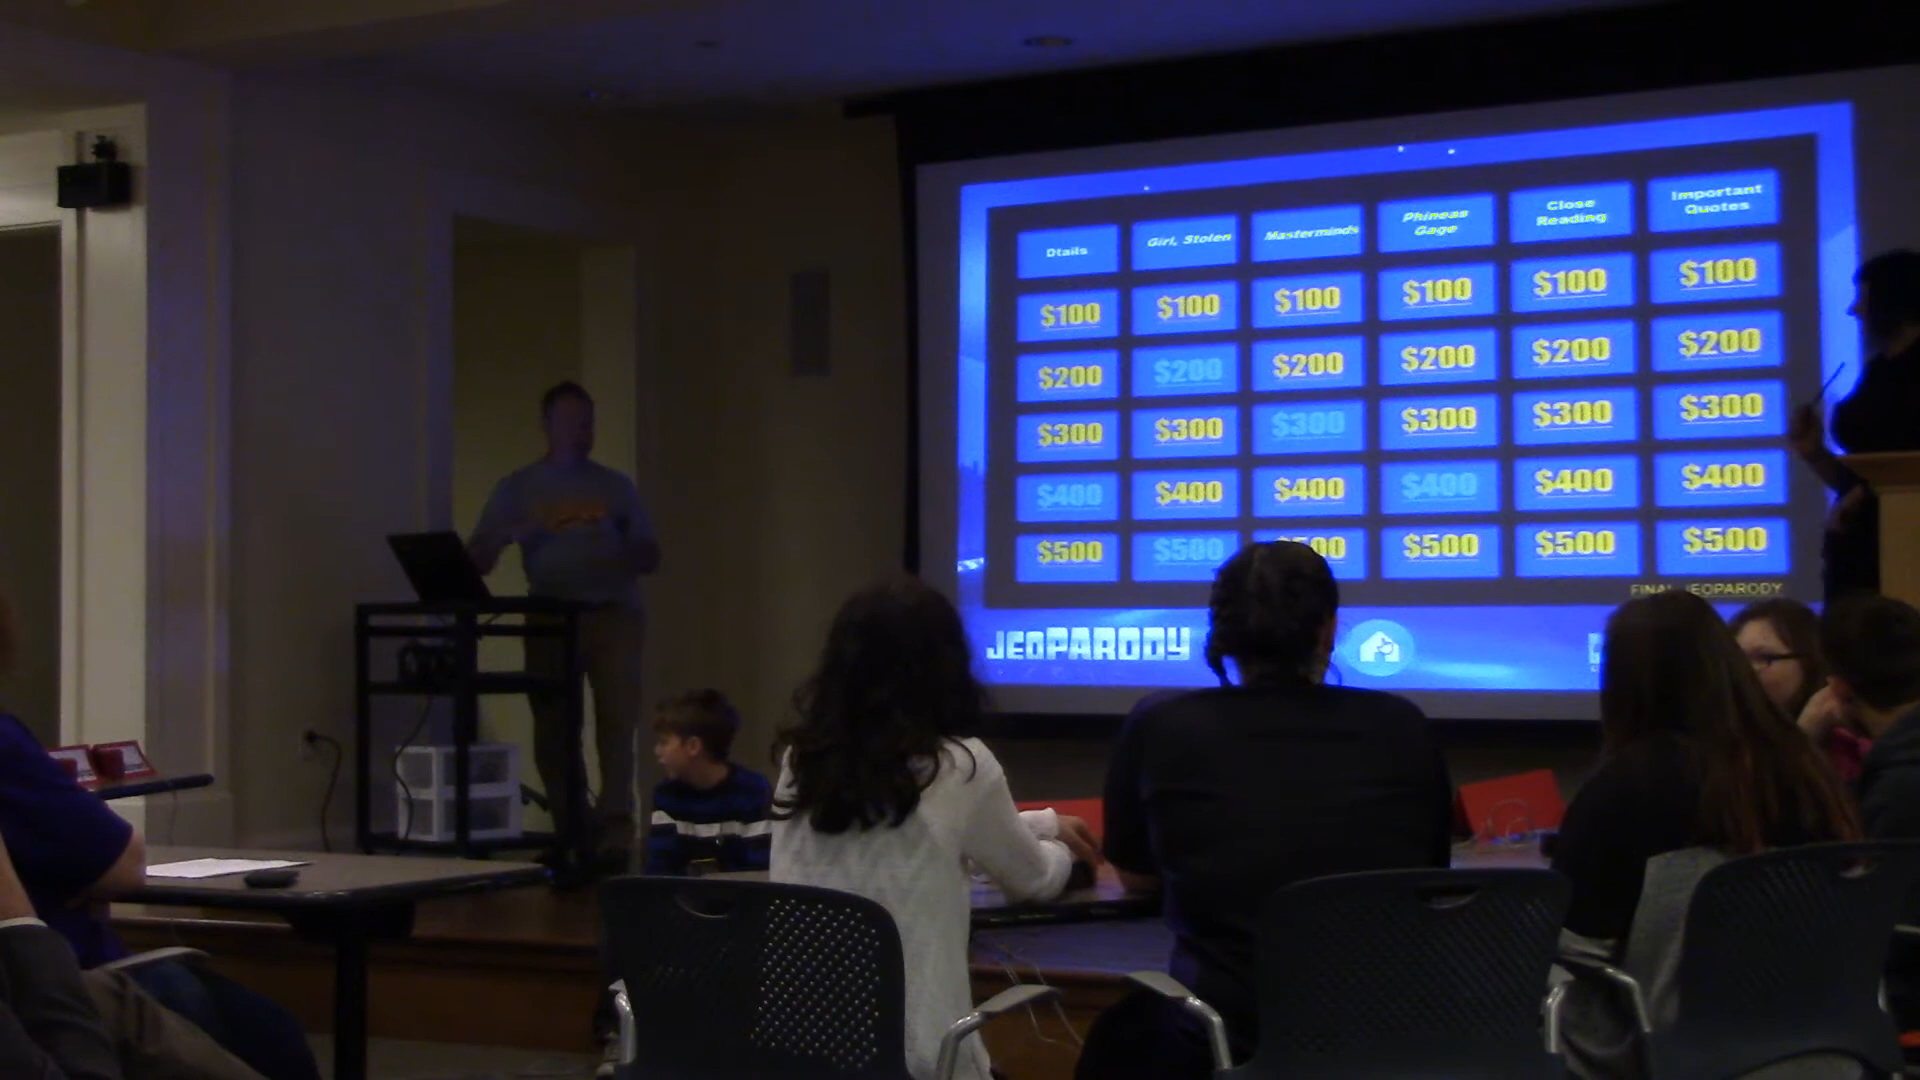 Dtails Girl, Stolen Masterminds Phineas Gage Close Reading Important Quotes
$100 $100 $100 $100 $100 $100
$200 $200 $200 $200 $200 $200
$300 $300 $300 $300 $300 $300
$400 $400 $400 $400 $400 $400
$500 $500 $500 $500 $500 $500
FINAL JEOPARODY
JEOPARODY